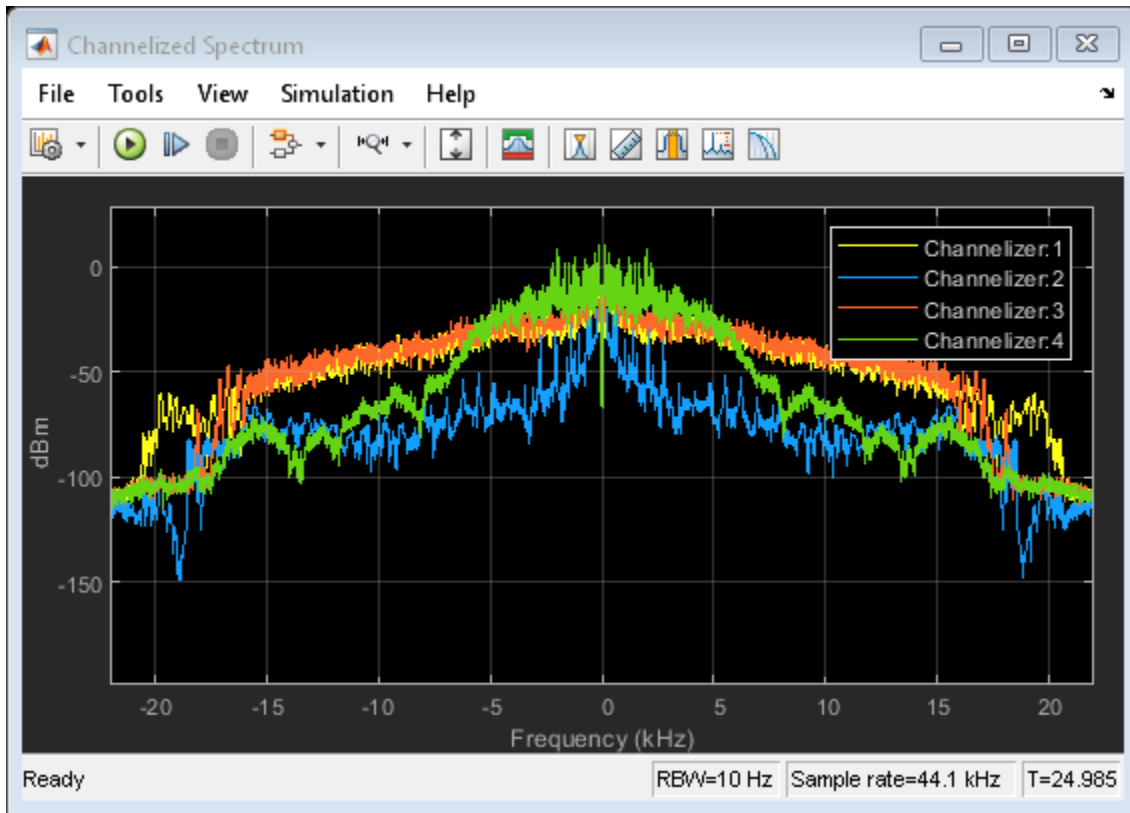 Channelized Spectrum
File Tools View Simulation Help
Channelizer:1
Channelizer:2
Channelizer:3
Channelizer:4
0
-50
-100
-150
dBm
-20 -15 -10 -5 0 5 10 15 20
Frequency (kHz)
Ready RBW=10 Hz Sample rate=44.1 kHz T=24.985